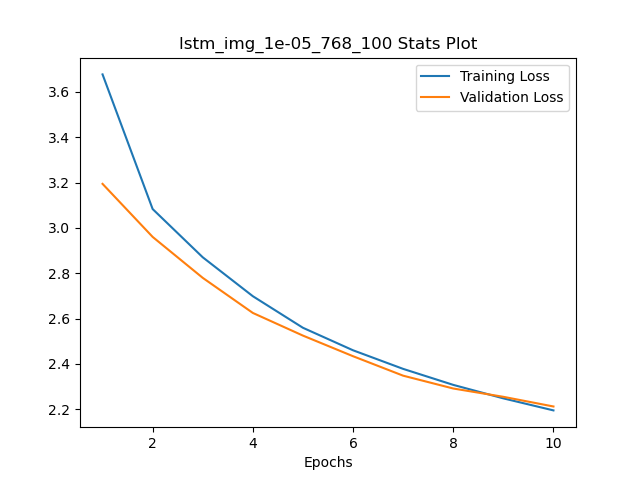 lstm_img_1e-05_768_100 Stats Plot
Training Loss
Validation Loss
3.6
3.4
3.2
3.0
2.8
2.6
2.4
2.2
2 4 6 8 10
Epochs